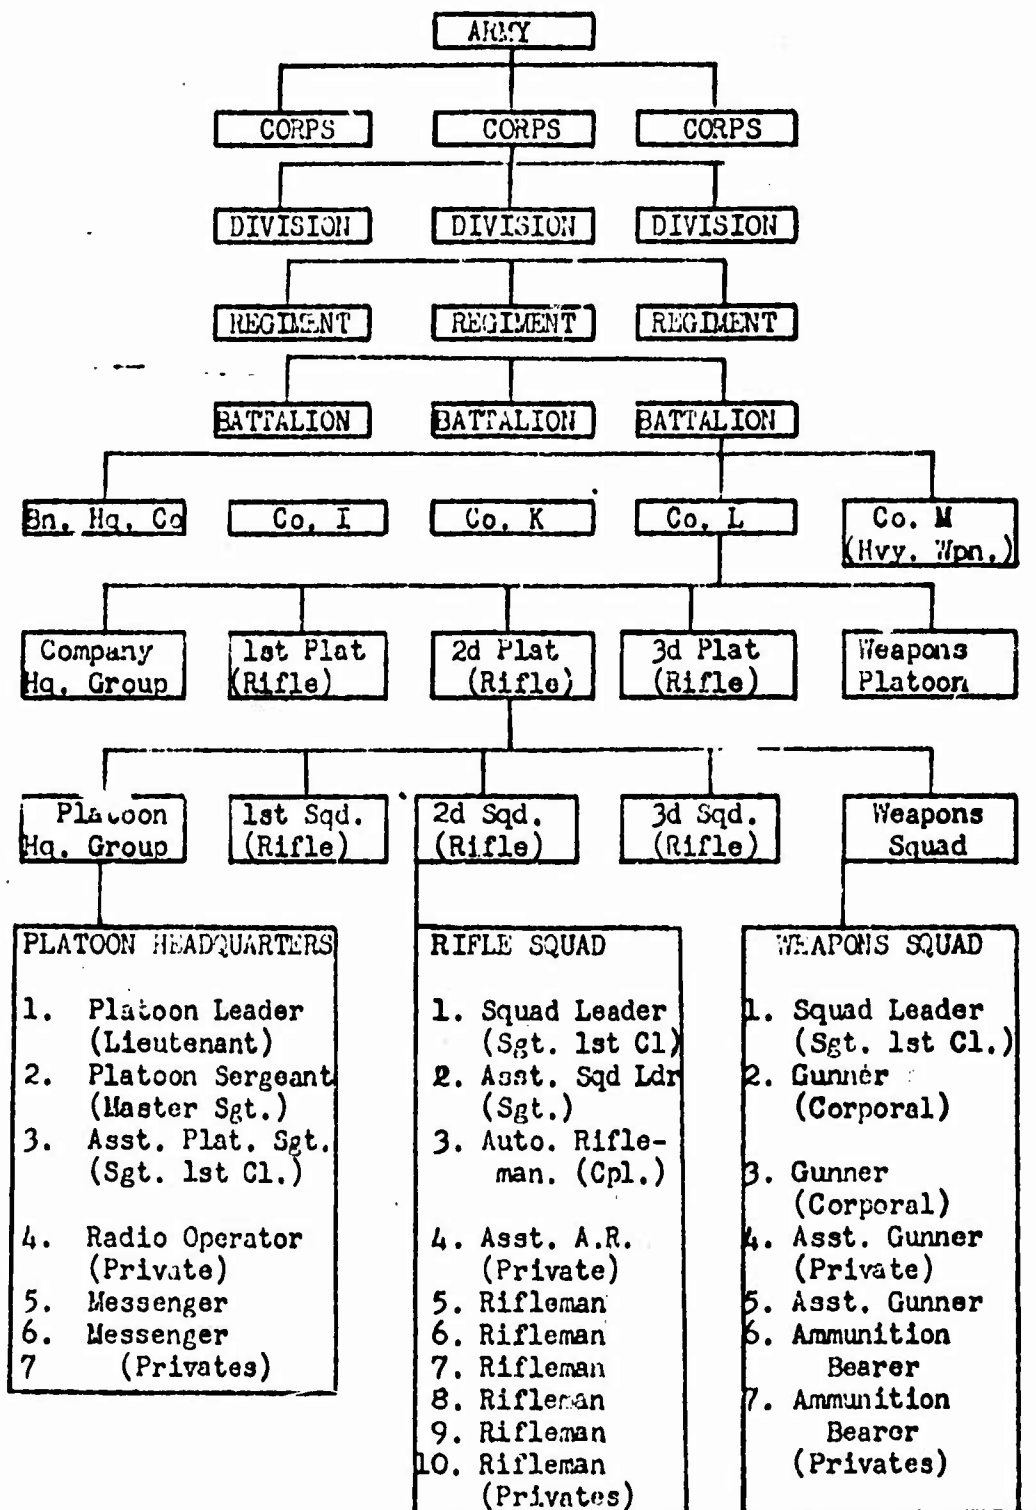 ARMY
CORPS CORPS CORPS
DIVISION DIVISION DIVISION
REGIMENT REGIMENT REGIMENT
BATTALION BATTALION BATTALION
Bn. Hq. Co
Co. I
Co. K
Co. L
Co. M
(Hvy. Wpn.)
Company
Hq. Group
1st Plat
(Rifle)
2d Plat
(Rifle)
3d Plat
(Rifle)
Weapons
Platoon
Platoon
Hq. Group
1st Sqd.
(Rifle)
2d Sqd.
(Rifle)
3d Sqd.
(Rifle)
Weapons
Squad
PLATOON HEADQUARTERS
1. Platoon Leader
(Lieutenant)
2. Platoon Sergeant
(Master Sgt.)
3. Asst. Plat. Sgt.
(Sgt. 1st Cl.)
4. Radio Operator
(Private)
5. Messenger
6. Messenger
7 (Privates)
RIFLE SQUAD
1. Squad Leader
(Sgt. 1st Cl)
2. Asst. Sqd Ldr
(Sgt.)
3. Auto. Rifle-
man. (Cpl.)
4. Asst. A.R.
(Private)
5. Rifleman
6. Rifleman
7. Rifleman
8. Rifleman
9. Rifleman
10. Rifleman
(Privates)
WEAPONS SQUAD
1. Squad Leader
(Sgt. 1st Cl.)
2. Gunner
(Corporal)
3. Gunner
(Corporal)
4. Asst. Gunner
(Private)
5. Asst. Gunner
6. Ammunition
Bearer
7. Ammunition
Bearer
(Privates)